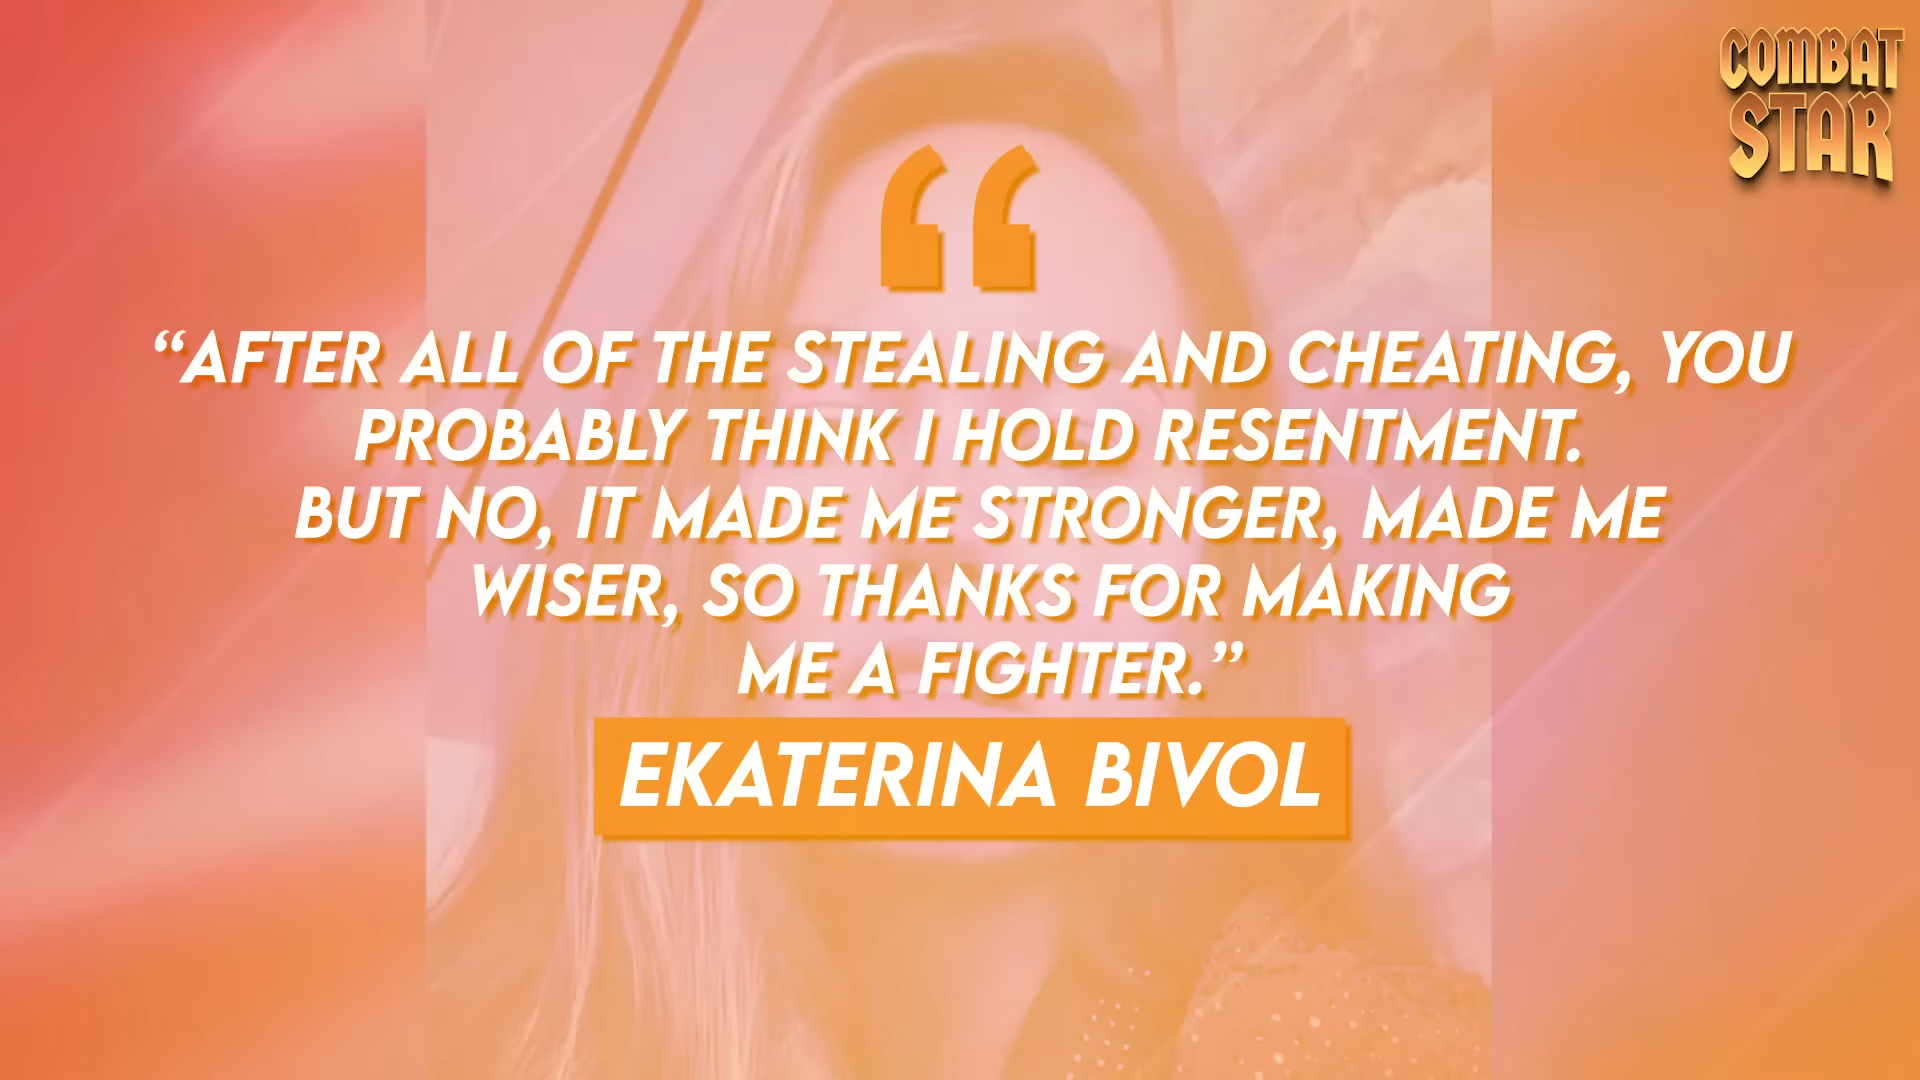 COMBAT
STAR
“AFTER ALL OF THE STEALING AND CHEATING, YOU
PROBABLY THINK I HOLD RESENTMENT.
BUT NO, IT MADE ME STRONGER, MADE ME
WISER, SO THANKS FOR MAKING
ME A FIGHTER.”
EKATERINA BIVOL